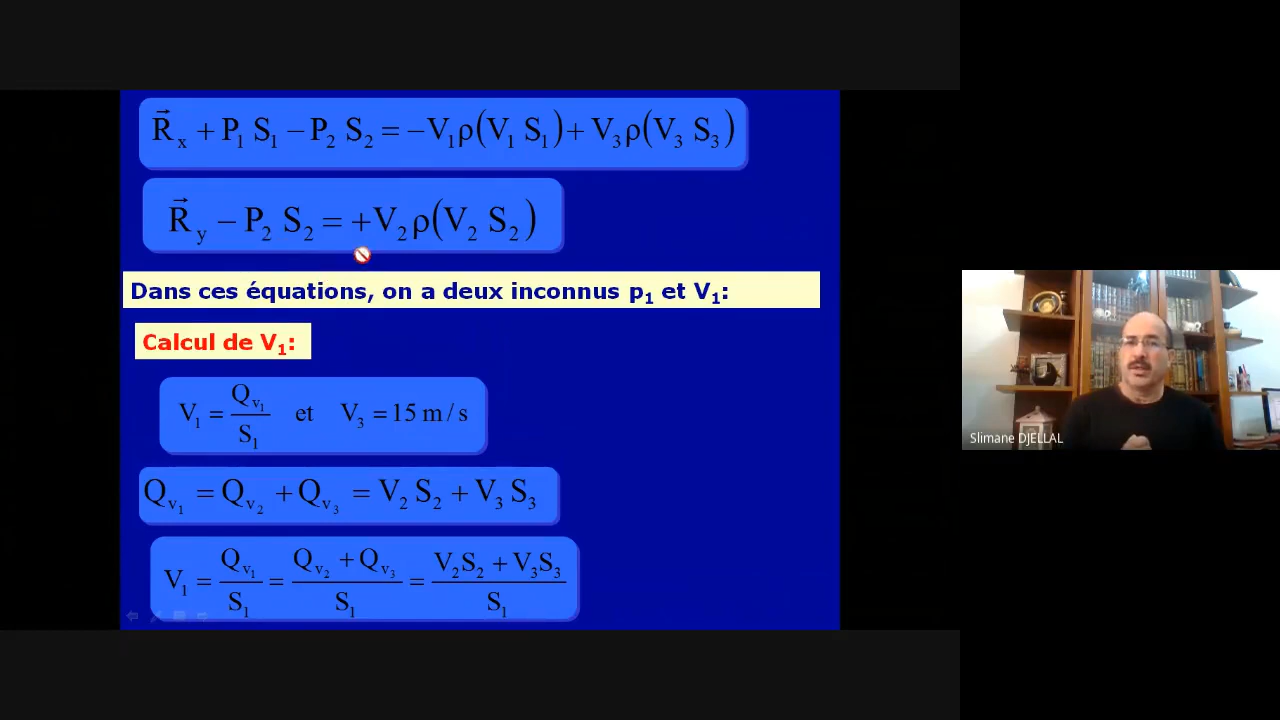 R⃗x + P₁ S₁ − P₂ S₂ = −V₁ρ(V₁ S₁) + V₃ρ(V₃ S₃)
R⃗y − P₂ S₂ = +V₂ρ(V₂ S₂)
Dans ces équations, on a deux inconnus p₁ et V₁:
Calcul de V₁:
V₁ = Qv₁ / S₁ et V₃ = 15 m / s
Qv₁ = Qv₂ + Qv₃ = V₂ S₂ + V₃ S₃
V₁ = Qv₁ / S₁ = (Qv₂ + Qv₃) / S₁ = (V₂S₂ + V₃S₃) / S₁
Slimane DJELLAL